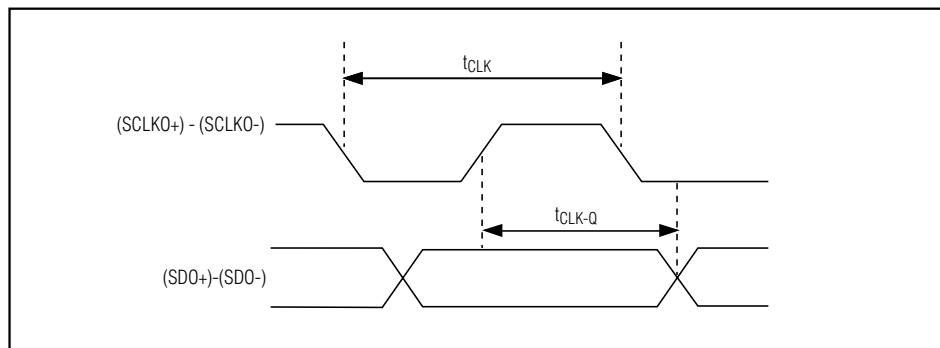 tCLK
(SCLKO+) - (SCLKO-)
tCLK-Q
(SDO+)-(SDO-)